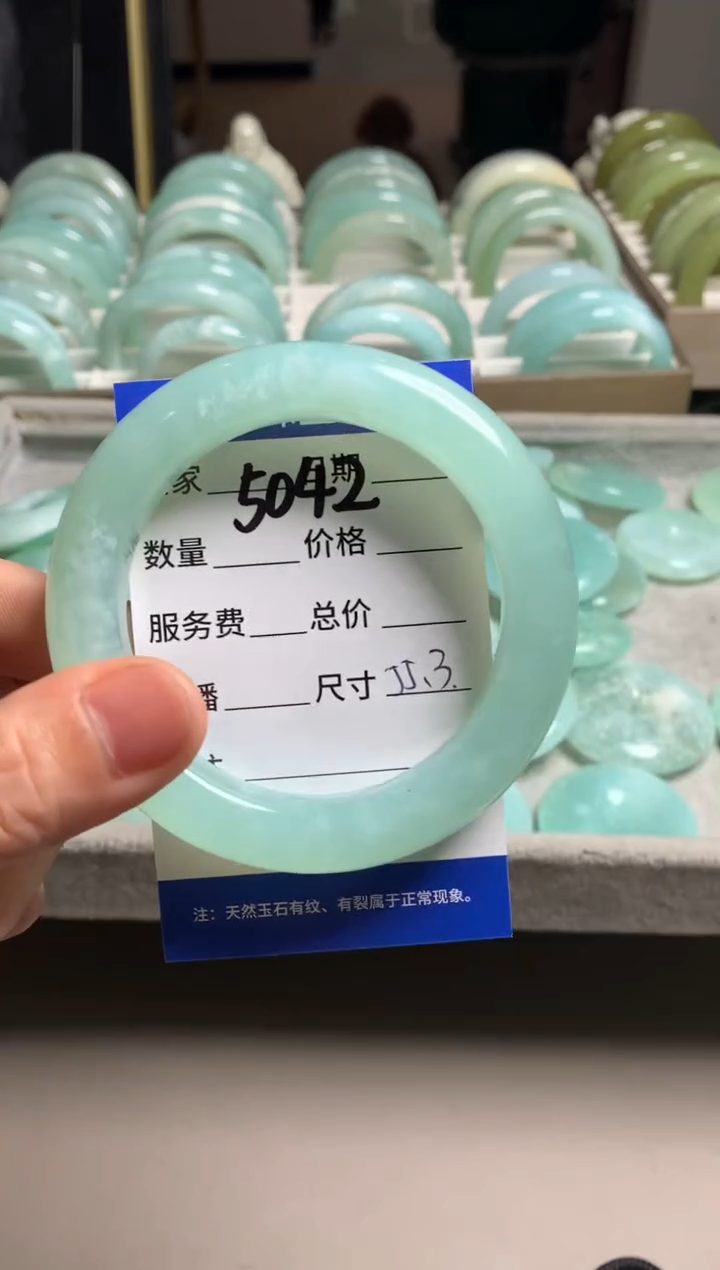 家 5042 日期
数量 价格
服务费 总价
播 尺寸 55.3.
注：天然玉石有纹、有裂属于正常现象。